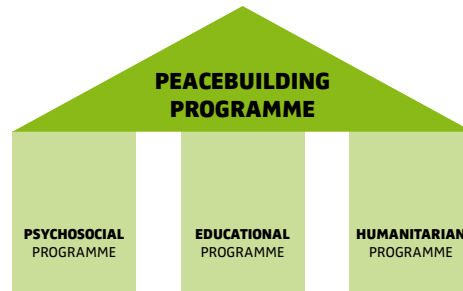 PEACEBUILDING
PROGRAMME
PSYCHOSOCIAL
PROGRAMME
EDUCATIONAL
PROGRAMME
HUMANITARIAN
PROGRAMME